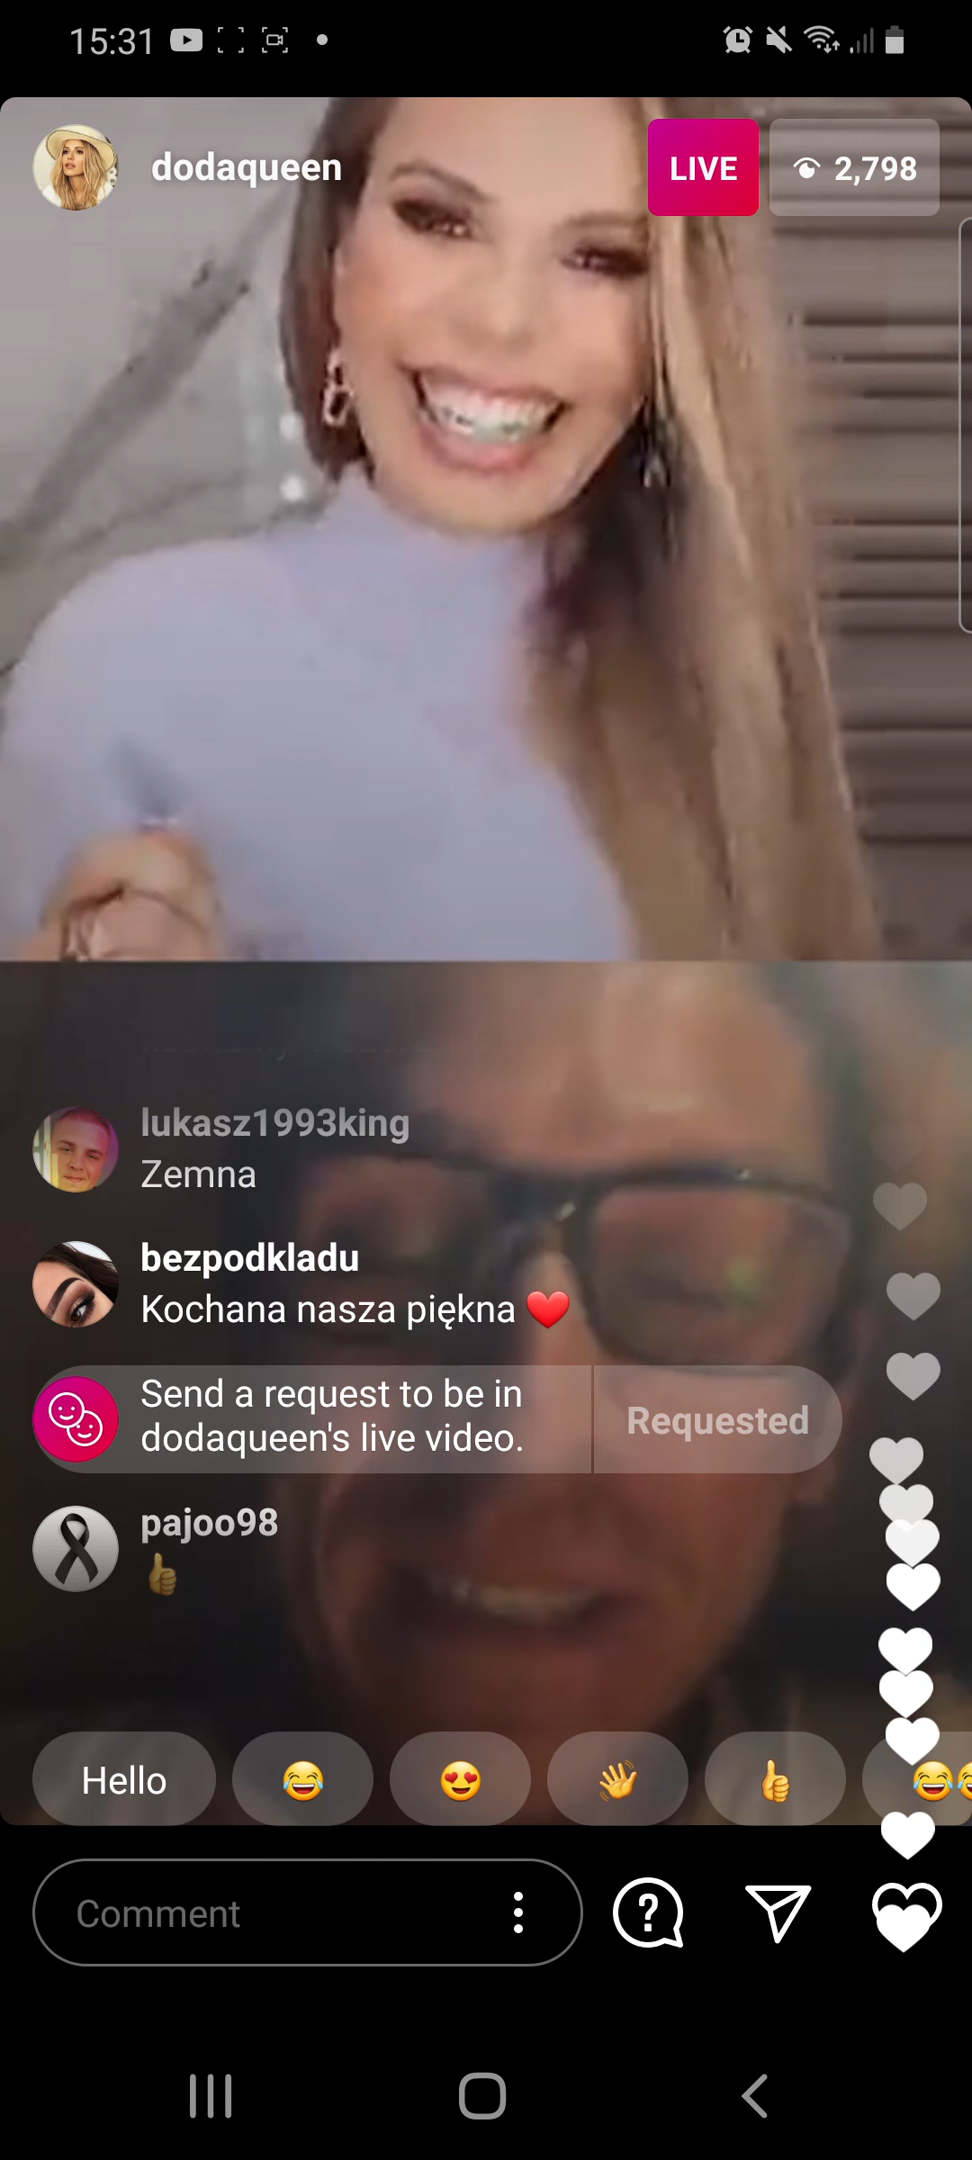 15:31
dodaqueen
LIVE
2,798
lukasz1993king
Zemna
bezpodkladu
Kochana nasza piękna ❤️
Send a request to be in
dodaqueen's live video.
Requested
pajoo98
👍
Hello
😂
😍
👋
👍
😂😂
Comment